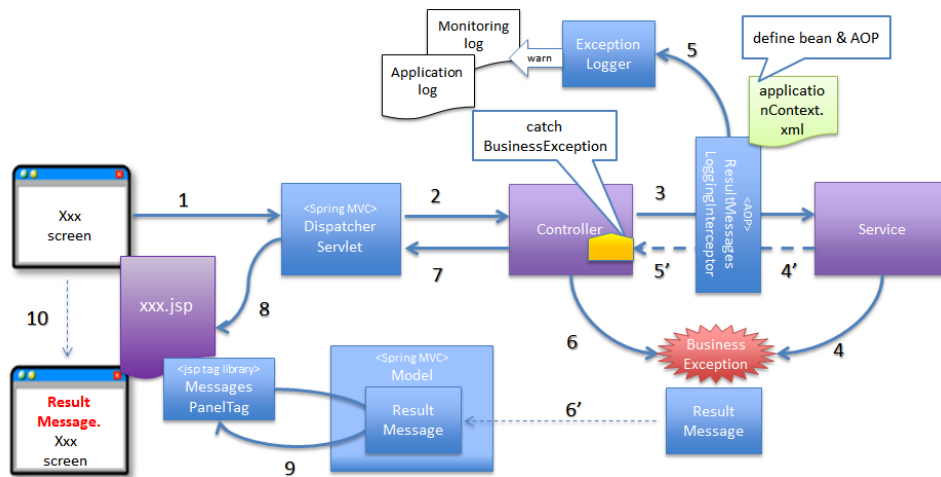 Monitoring
log
Application
log
warn
Exception
Logger
5
define bean & AOP
applicatio
nContext.
xml
catch
BusinessException
Xxx
screen
1
<Spring MVC>
Dispatcher
Servlet
2
Controller
3
<AOP>
ResultMessages
LoggingInterceptor
Service
7
5’
4’
8
xxx.jsp
10
6
Business
Exception
4
<jsp tag library>
Messages
PanelTag
<Spring MVC>
Model
Result
Message
6’
Result
Message
9
Result
Message.
Xxx
screen